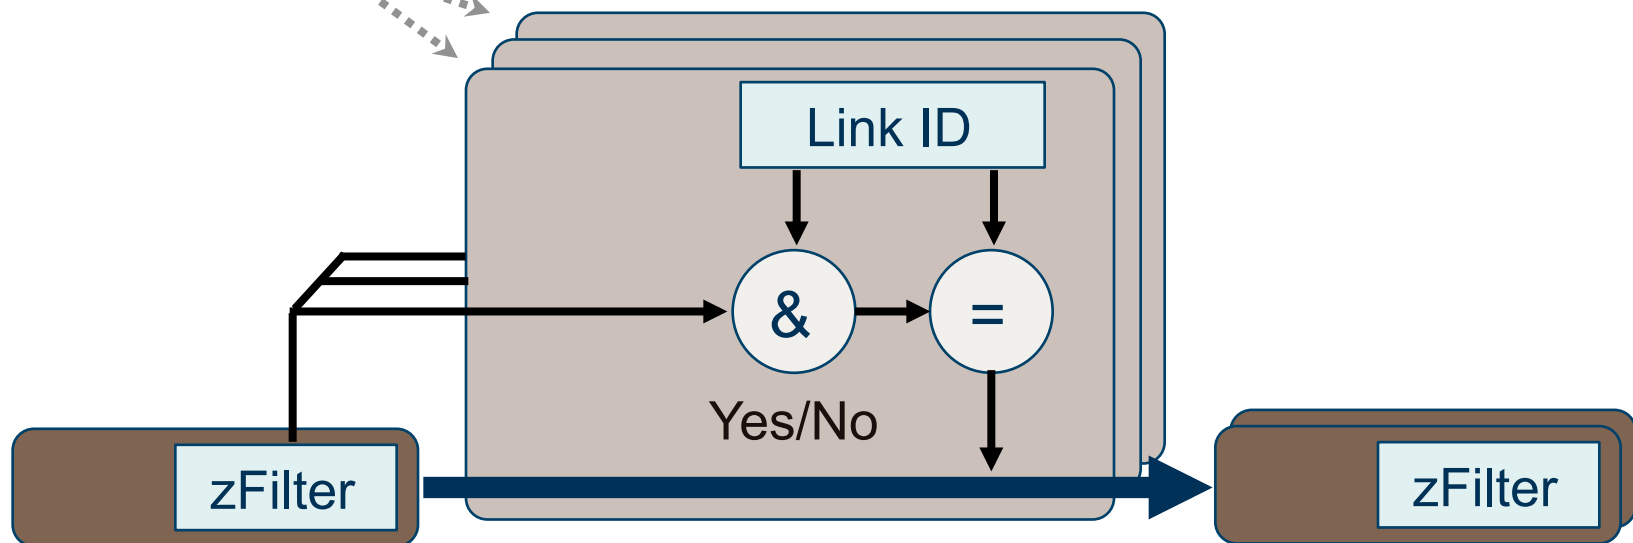 Link ID
& =
Yes/No
zFilter
zFilter